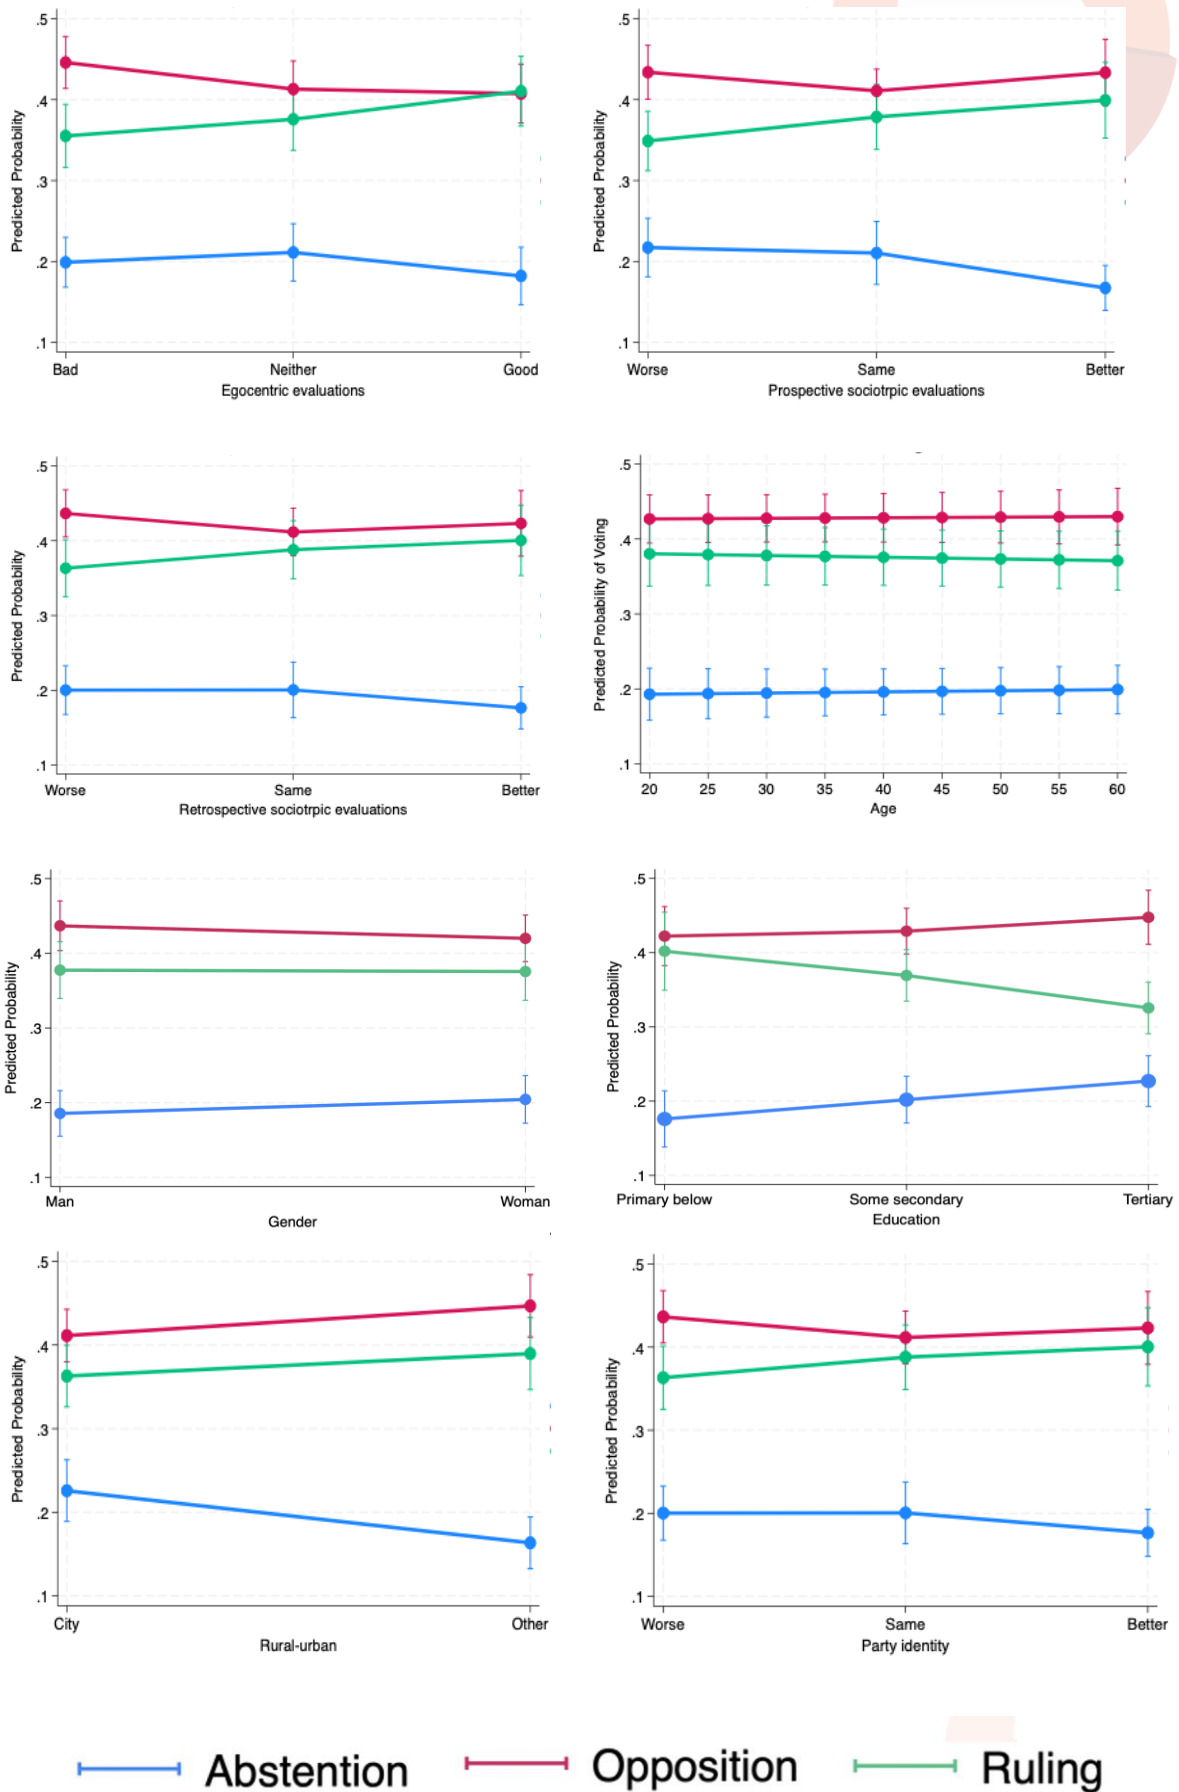 .5
.4
.3
.2
.1
Predicted Probability
Bad Neither Good
Egocentric evaluations
.5
.4
.3
.2
.1
Predicted Probability
Worse Same Better
Prospective sociotrpic evaluations
.5
.4
.3
.2
.1
Predicted Probability
Worse Same Better
Retrospective sociotrpic evaluations
.5
.4
.3
.2
.1
Predicted Probability of Voting
20 25 30 35 40 45 50 55 60
Age
.5
.4
.3
.2
.1
Predicted Probability
Man Woman
Gender
.5
.4
.3
.2
.1
Predicted Probability
Primary below Some secondary Tertiary
Education
.5
.4
.3
.2
.1
Predicted Probability
City Other
Rural-urban
.5
.4
.3
.2
.1
Predicted Probability
Worse Same Better
Party identity
Abstention Opposition Ruling